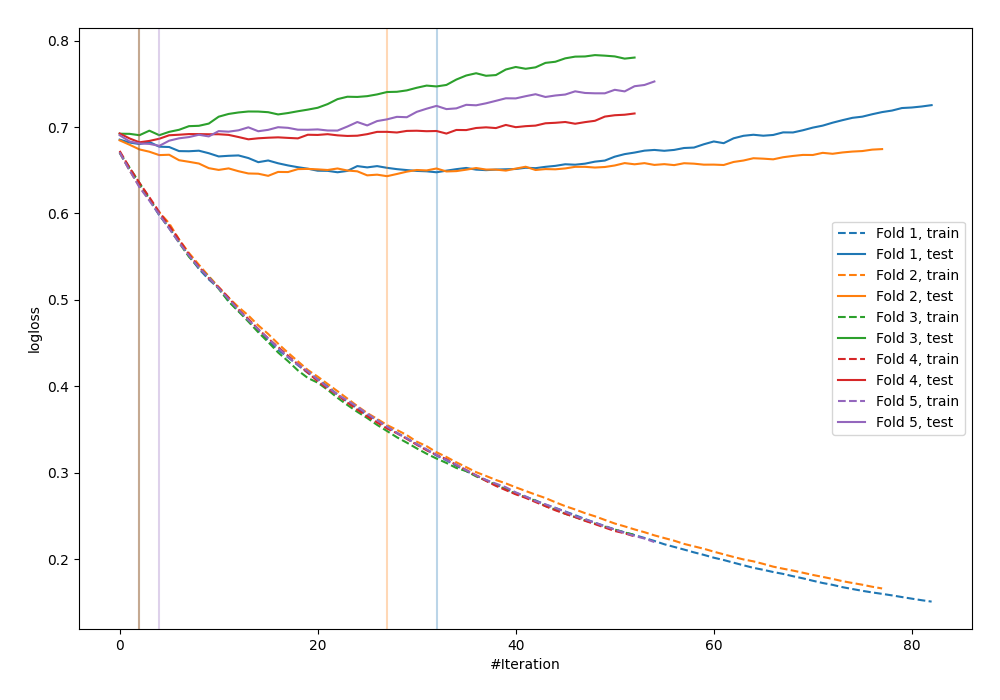 0.8
0.7
0.6
0.5
0.4
0.3
0.2
logloss
0
20
40
60
80
#Iteration
Fold 1, train
Fold 1, test
Fold 2, train
Fold 2, test
Fold 3, train
Fold 3, test
Fold 4, train
Fold 4, test
Fold 5, train
Fold 5, test